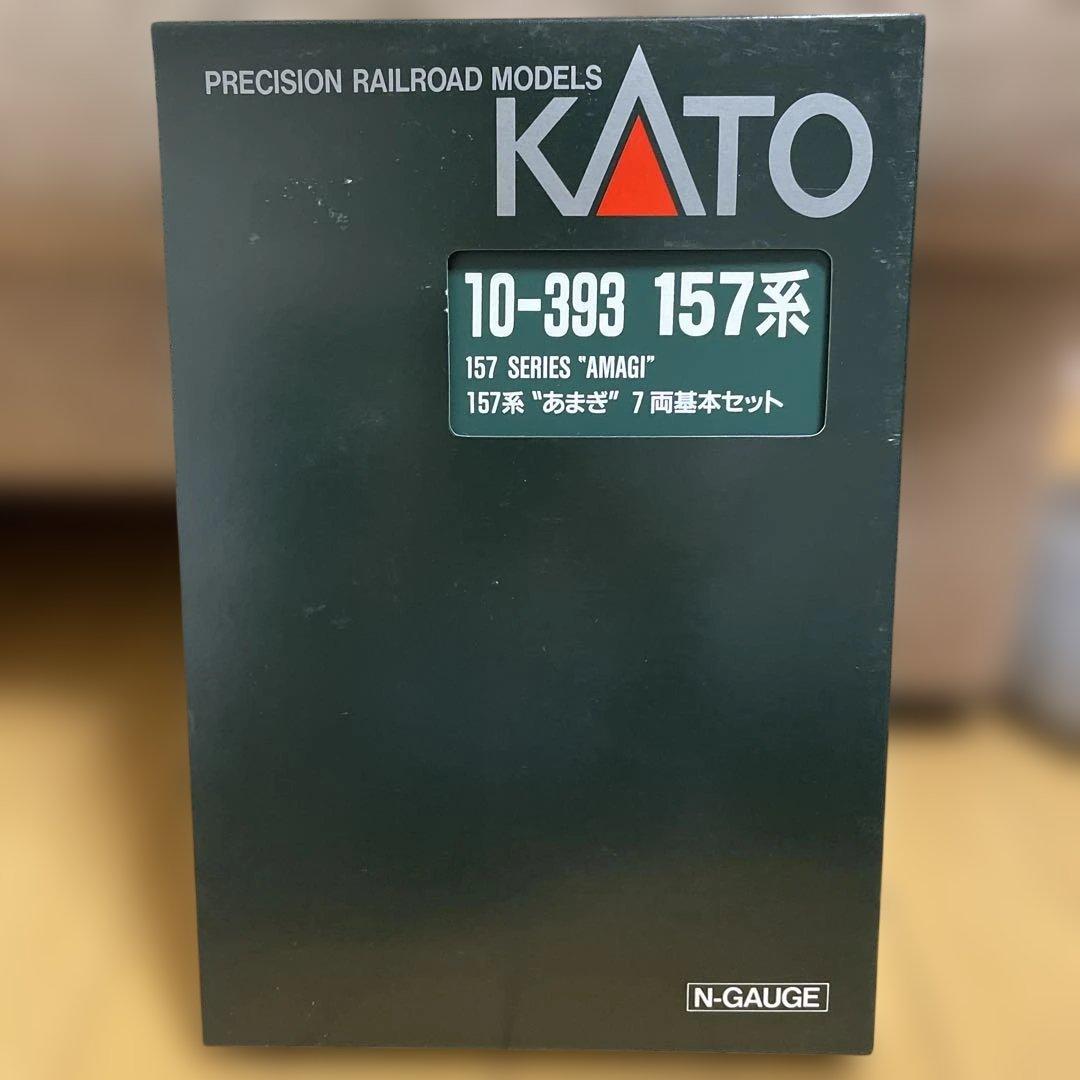 PRECISION RAILROAD MODELS
KATO
10-393 157系
157 SERIES "AMAGI"
157系 "あまぎ" 7両基本セット
N-GAUGE